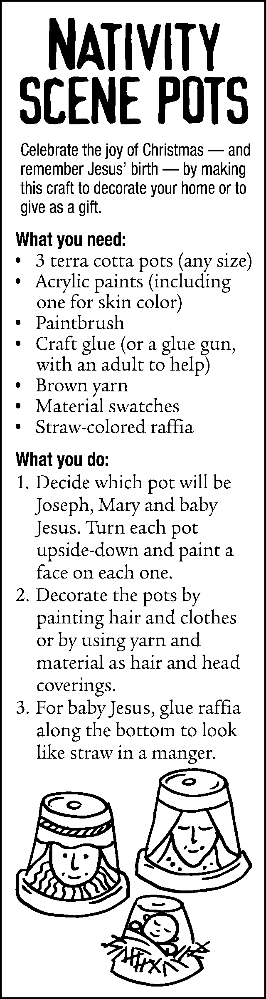 NATIVITY
SCENE POTS
Celebrate the joy of Christmas — and
remember Jesus’ birth — by making
this craft to decorate your home or to
give as a gift.
What you need:
• 3 terra cotta pots (any size)
• Acrylic paints (including
one for skin color)
• Paintbrush
• Craft glue (or a glue gun,
with an adult to help)
• Brown yarn
• Material swatches
• Straw-colored raffia
What you do:
1. Decide which pot will be
Joseph, Mary and baby
Jesus. Turn each pot
upside-down and paint a
face on each one.
2. Decorate the pots by
painting hair and clothes
or by using yarn and
material as hair and head
coverings.
3. For baby Jesus, glue raffia
along the bottom to look
like straw in a manger.